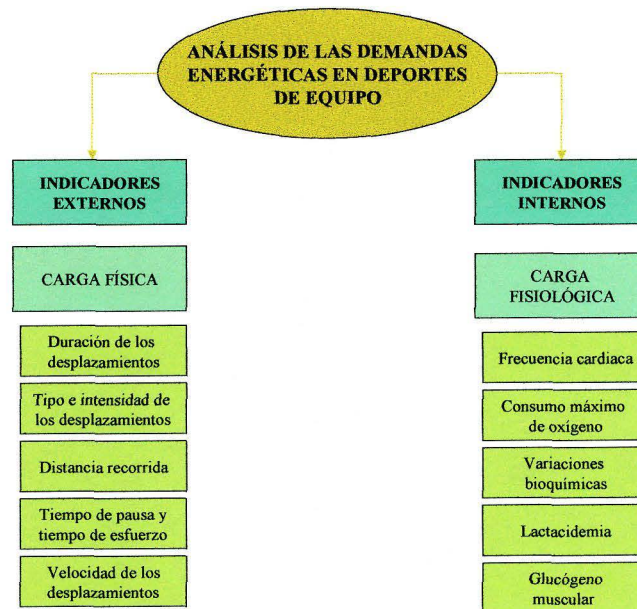 ANÁLISIS DE LAS DEMANDAS
ENERGÉTICAS EN DEPORTES
DE EQUIPO
INDICADORES
EXTERNOS
CARGA FÍSICA
Duración de los
desplazamientos
Tipo e intensidad de
los desplazamientos
Distancia recorrida
Tiempo de pausa y
tiempo de esfuerzo
Velocidad de los
desplazamientos
INDICADORES
INTERNOS
CARGA
FISIOLÓGICA
Frecuencia cardiaca
Consumo máximo
de oxígeno
Variaciones
bioquímicas
Lactacidemia
Glucógeno
muscular